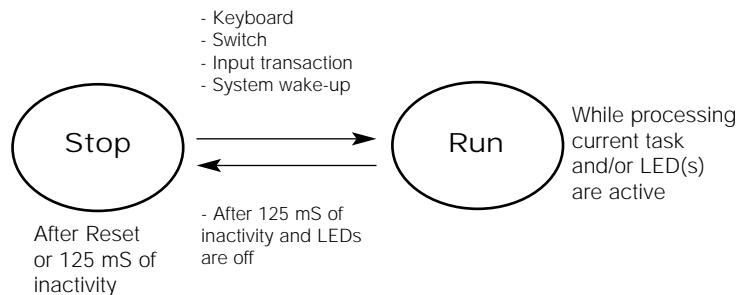 - Keyboard
- Switch
- Input transaction
- System wake-up
Stop
Run
While processing
current task
and/or LED(s)
are active
After Reset
or 125 mS of
inactivity
- After 125 mS of
inactivity and LEDs
are off